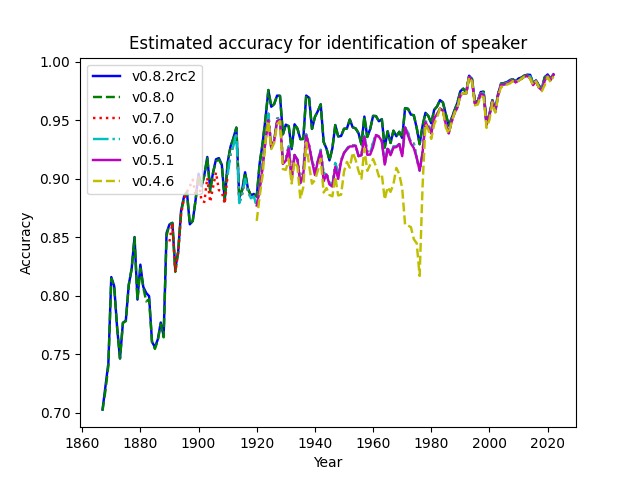 Estimated accuracy for identification of speaker
1.00
0.95
0.90
0.85
0.80
0.75
0.70
Accuracy
v0.8.2rc2
v0.8.0
v0.7.0
v0.6.0
v0.5.1
v0.4.6
1860
1880
1900
1920
1940
1960
1980
2000
2020
Year